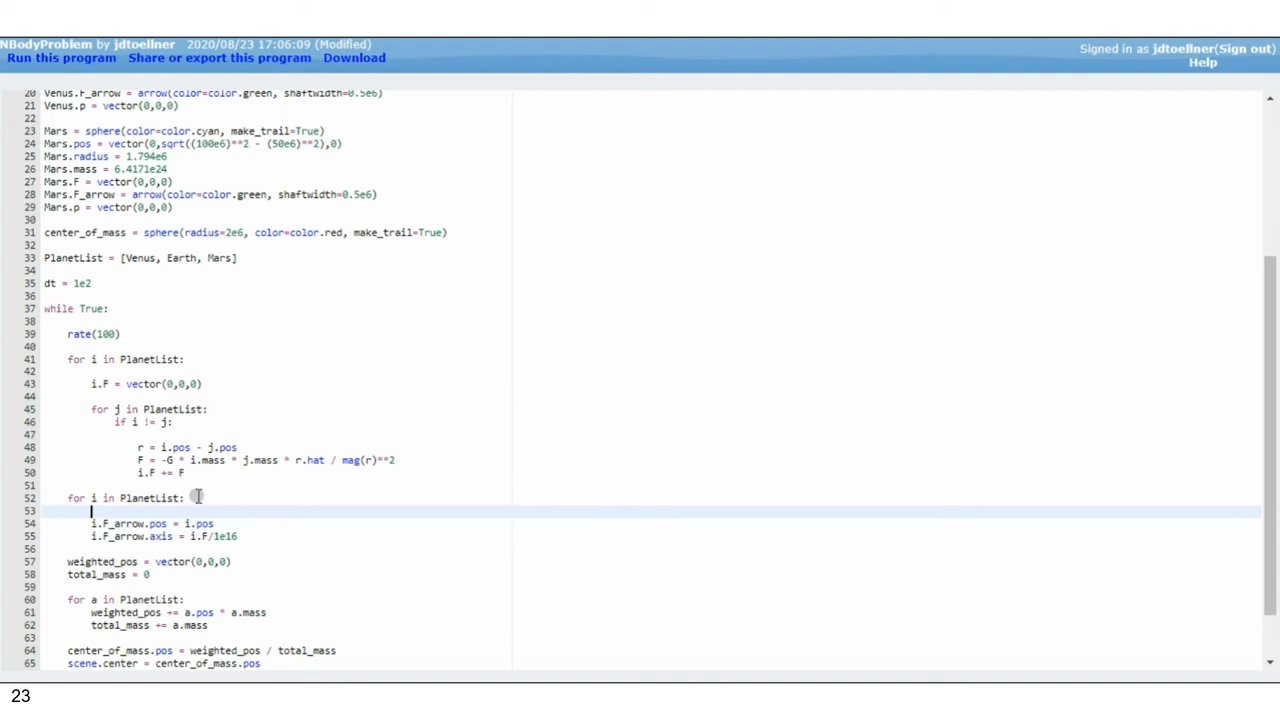 NBodyProblem by jdtoellner 2020/08/23 17:06:09 (Modified)
Signed in as jdtoellner(Sign out)
Run this program Share or export this program Download
Help
20 Venus.F_arrow = arrow(color=color.green, shaftwidth=0.5e6)
21 Venus.p = vector(0,0,0)
22
23 Mars = sphere(color=color.cyan, make_trail=True)
24 Mars.pos = vector(0,sqrt((100e6)**2 - (50e6)**2),0)
25 Mars.radius = 1.794e6
26 Mars.mass = 6.4171e24
27 Mars.F = vector(0,0,0)
28 Mars.F_arrow = arrow(color=color.green, shaftwidth=0.5e6)
29 Mars.p = vector(0,0,0)
30
31 center_of_mass = sphere(radius=2e6, color=color.red, make_trail=True)
32
33 PlanetList = [Venus, Earth, Mars]
34
35 dt = 1e2
36
37 while True:
38
39 rate(100)
40
41 for i in PlanetList:
42
43 i.F = vector(0,0,0)
44
45 for j in PlanetList:
46 if i != j:
47
48 r = i.pos - j.pos
49 F = -G * i.mass * j.mass * r.hat / mag(r)**2
50 i.F += F
51
52 for i in PlanetList:
53
54 i.F_arrow.pos = i.pos
55 i.F_arrow.axis = i.F/1e16
56
57 weighted_pos = vector(0,0,0)
58 total_mass = 0
59
60 for a in PlanetList:
61 weighted_pos += a.pos * a.mass
62 total_mass += a.mass
63
64 center_of_mass.pos = weighted_pos / total_mass
65 scene.center = center_of_mass.pos
23